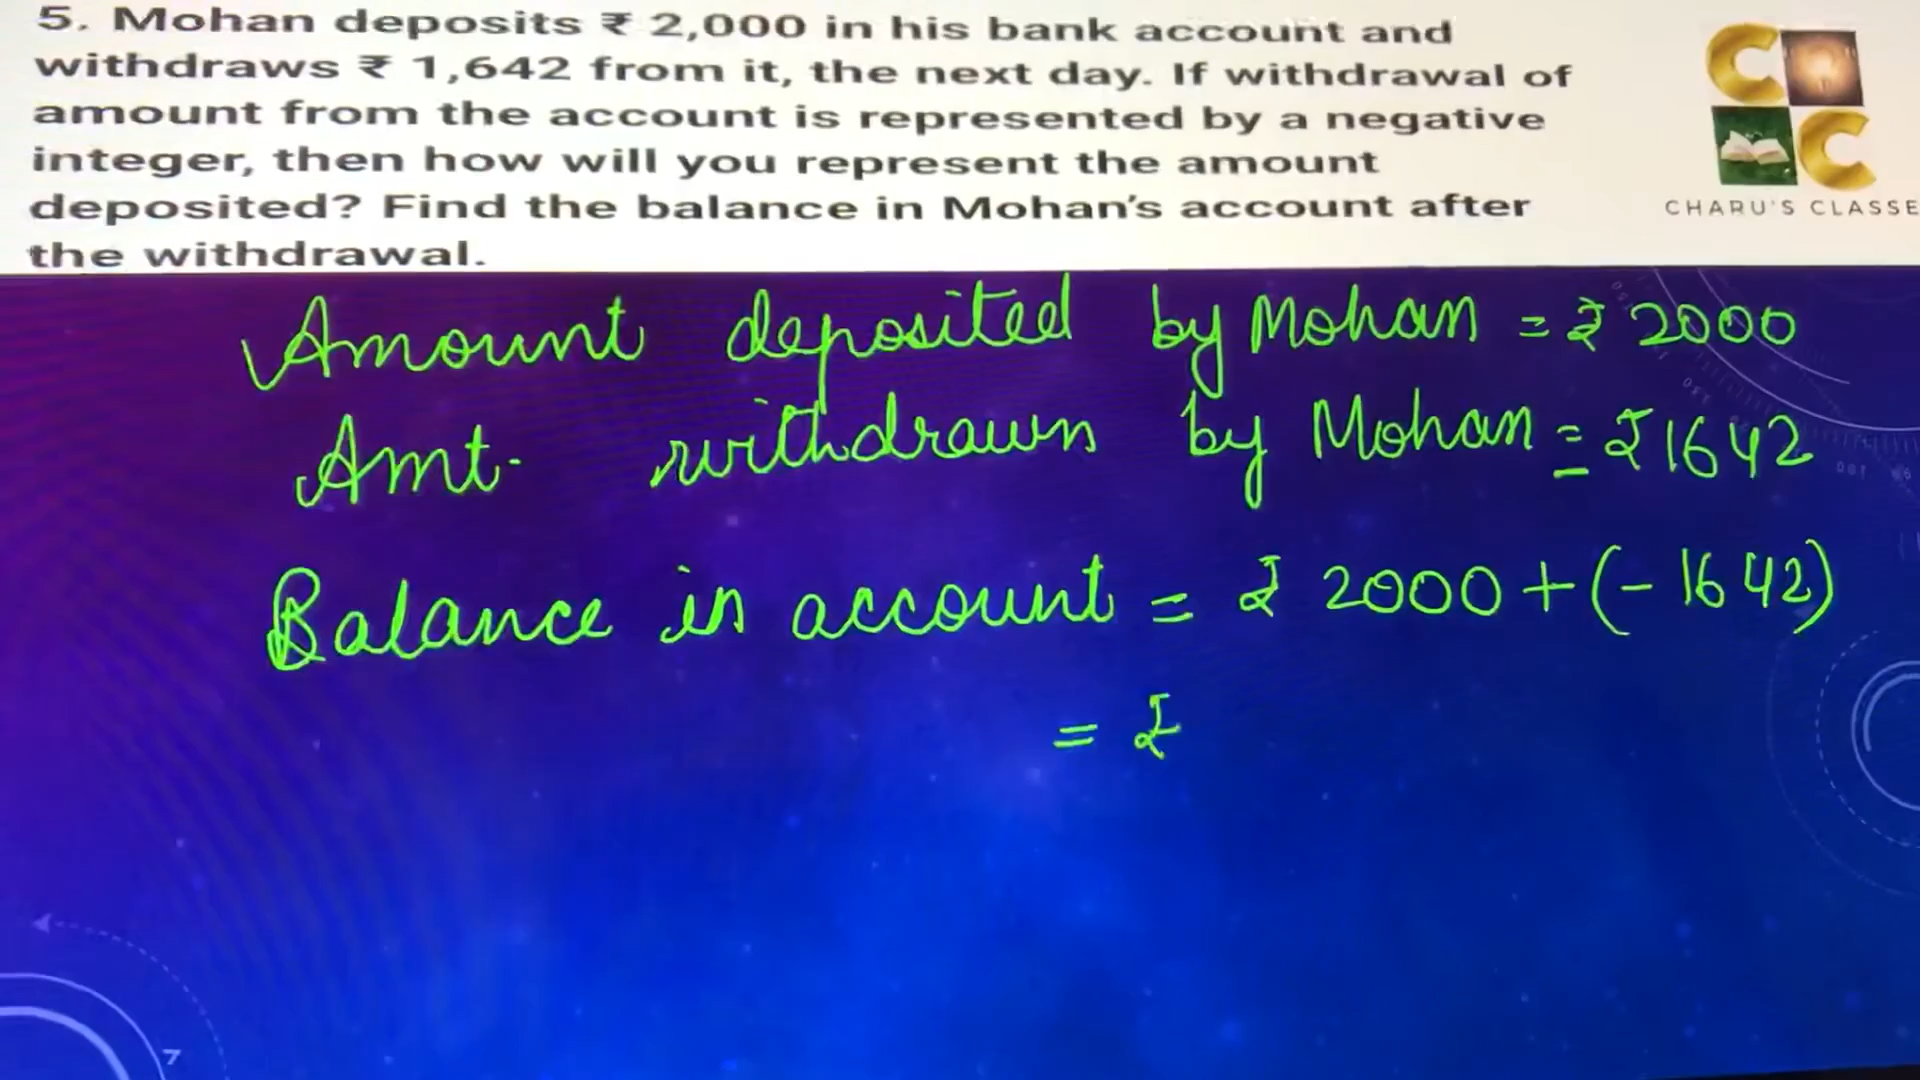 5. Mohan deposits ₹ 2,000 in his bank account and
withdraws ₹ 1,642 from it, the next day. If withdrawal of
amount from the account is represented by a negative
integer, then how will you represent the amount
deposited? Find the balance in Mohan's account after
the withdrawal.
CHARU'S CLASSE
Amount deposited by Mohan = ₹ 2000
Amt. withdrawn by Mohan = ₹ 1642
Balance in account = ₹ 2000 + (- 1642)
= ₹
7